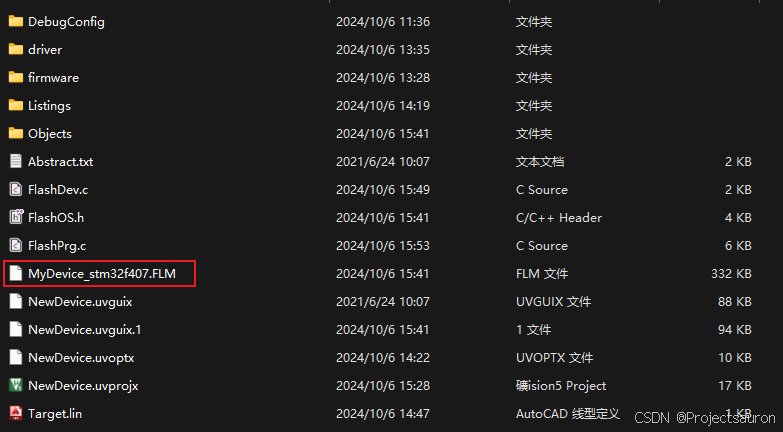 DebugConfig 2024/10/6 11:36 文件夹
driver 2024/10/6 13:35 文件夹
firmware 2024/10/6 13:28 文件夹
Listings 2024/10/6 14:19 文件夹
Objects 2024/10/6 15:41 文件夹
Abstract.txt 2021/6/24 10:07 文本文档 2 KB
FlashDev.c 2024/10/6 15:49 C Source 2 KB
FlashOS.h 2024/10/6 15:41 C/C++ Header 4 KB
FlashPrg.c 2024/10/6 15:53 C Source 6 KB
MyDevice_stm32f407.FLM 2024/10/6 15:41 FLM 文件 332 KB
NewDevice.uvguix 2021/6/24 10:07 UVGUIX 文件 88 KB
NewDevice.uvguix.1 2024/10/6 15:41 1 文件 94 KB
NewDevice.uvoptx 2024/10/6 14:22 UVOPTX 文件 10 KB
NewDevice.uvprojx 2024/10/6 15:28 礦ision5 Project 17 KB
Target.lin 2024/10/6 14:47 AutoCAD 线型定义 1 KB
CSDN @Projectsauron